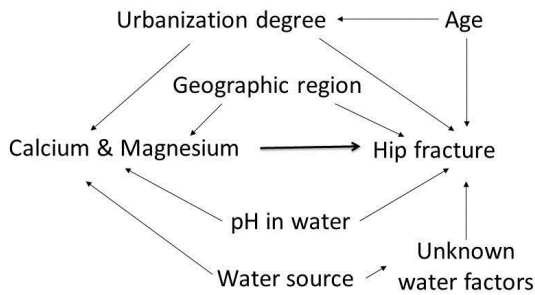 Urbanization degree
Age
Geographic region
Calcium & Magnesium
Hip fracture
pH in water
Unknown
water factors
Water source